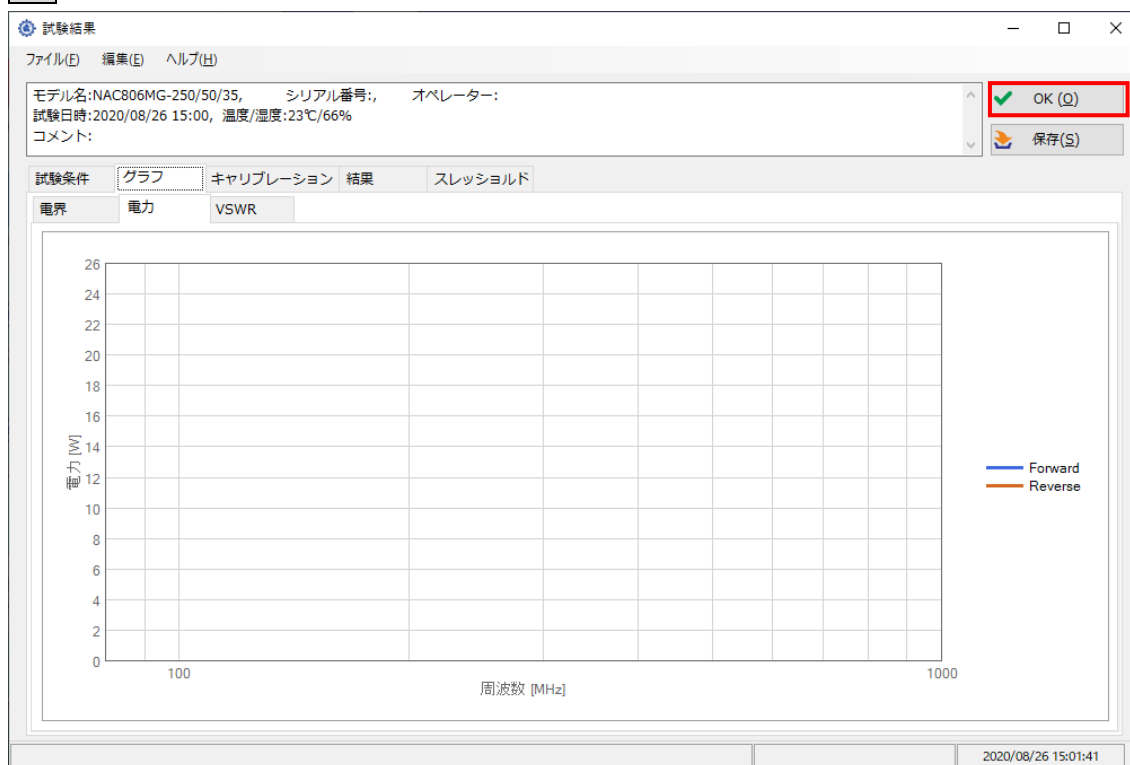 試験結果
ファイル(F) 編集(E) ヘルプ(H)
モデル名:NAC806MG-250/50/35, シリアル番号:, オペレーター:
試験日時:2020/08/26 15:00, 温度/湿度:23℃/66%
コメント:
OK (O)
保存(S)
試験条件 グラフ キャリブレーション 結果 スレッショルド
電界 電力 VSWR
26
24
22
20
18
16
14
12
10
8
6
4
2
0
電力 [W]
100 1000
周波数 [MHz]
Forward
Reverse
2020/08/26 15:01:41